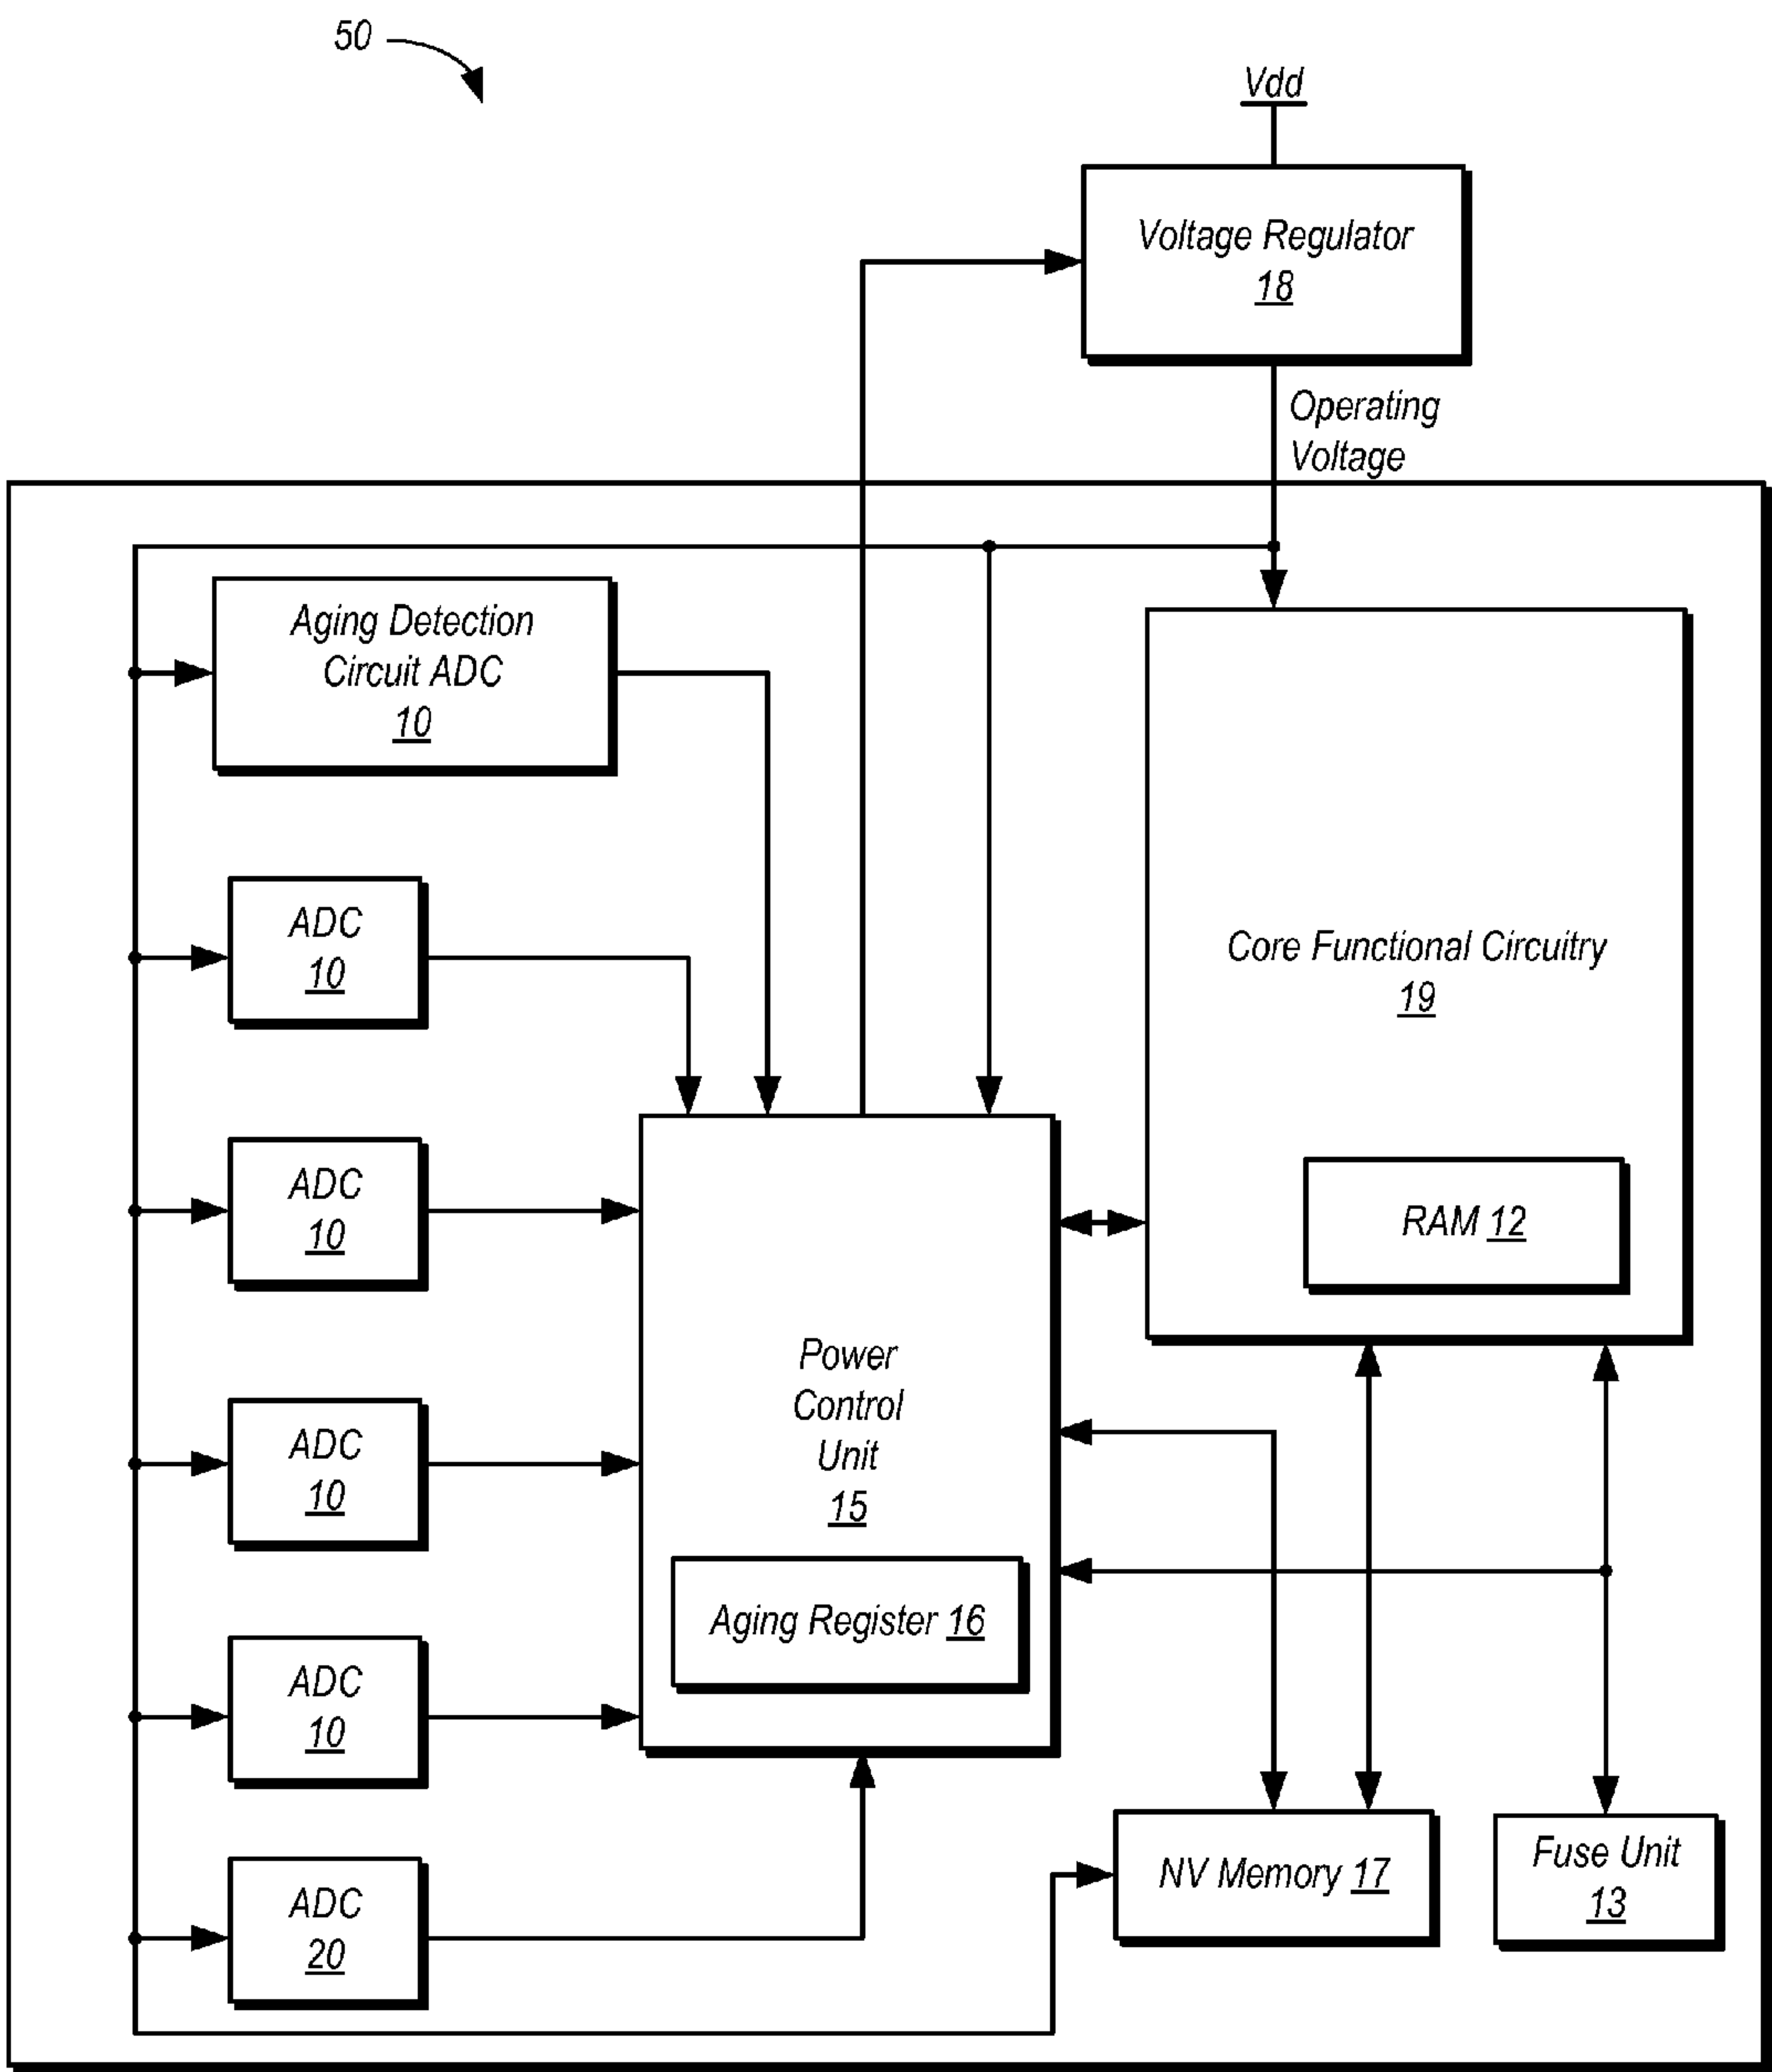 50
Vdd
Voltage Regulator
18
Operating
Voltage
Aging Detection
Circuit ADC
10
ADC
10
Core Functional Circuitry
19
ADC
10
RAM 12
Power
Control
Unit
15
ADC
10
Aging Register 16
ADC
10
NV Memory 17
Fuse Unit
13
ADC
20